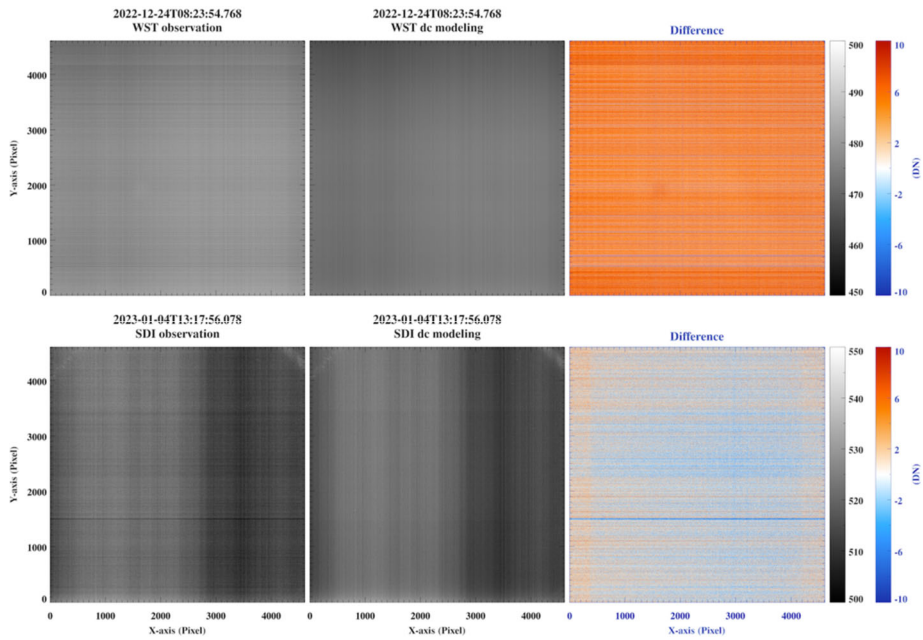 2022-12-24T08:23:54.768
WST observation
2022-12-24T08:23:54.768
WST dc modeling
Difference
Y-axis (Pixel)
4000
3000
2000
1000
0
500
490
480
470
460
450
10
6
2
-2
-6
-10
(DN)
2023-01-04T13:17:56.078
SDI observation
2023-01-04T13:17:56.078
SDI dc modeling
Difference
Y-axis (Pixel)
4000
3000
2000
1000
0
0 1000 2000 3000 4000
X-axis (Pixel)
0 1000 2000 3000 4000
X-axis (Pixel)
0 1000 2000 3000 4000
X-axis (Pixel)
550
540
530
520
510
500
10
6
2
-2
-6
-10
(DN)